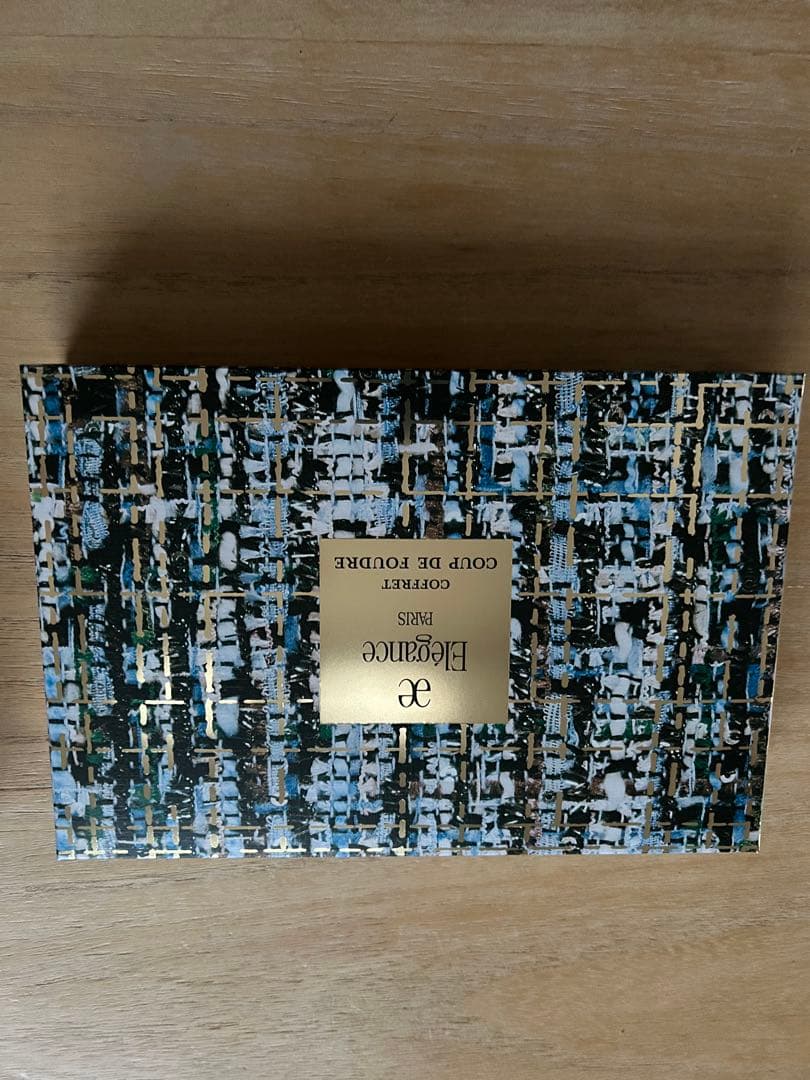 æ
Elégance
PARIS
COFFRET
COUP DE FOUDRE